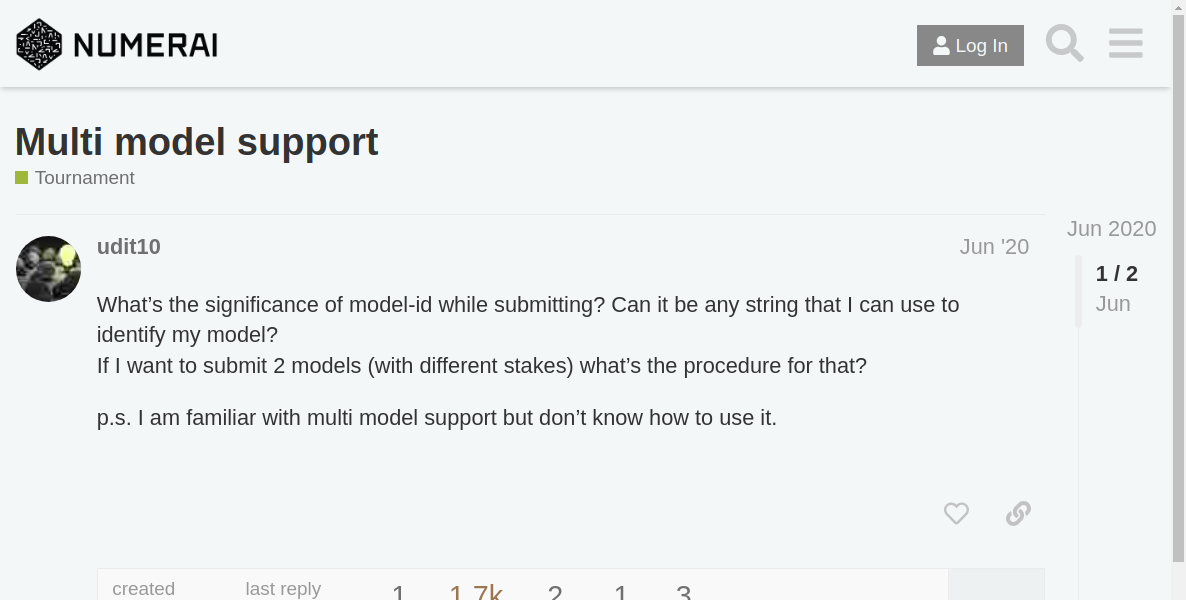 NUMERAI
Log In
Multi model support
Tournament
Jun 2020
udit10
Jun '20
1 / 2
Jun
What’s the significance of model-id while submitting? Can it be any string that I can use to
identify my model?
If I want to submit 2 models (with different stakes) what’s the procedure for that?
p.s. I am familiar with multi model support but don’t know how to use it.
created last reply 1 1.7k 2 1 3